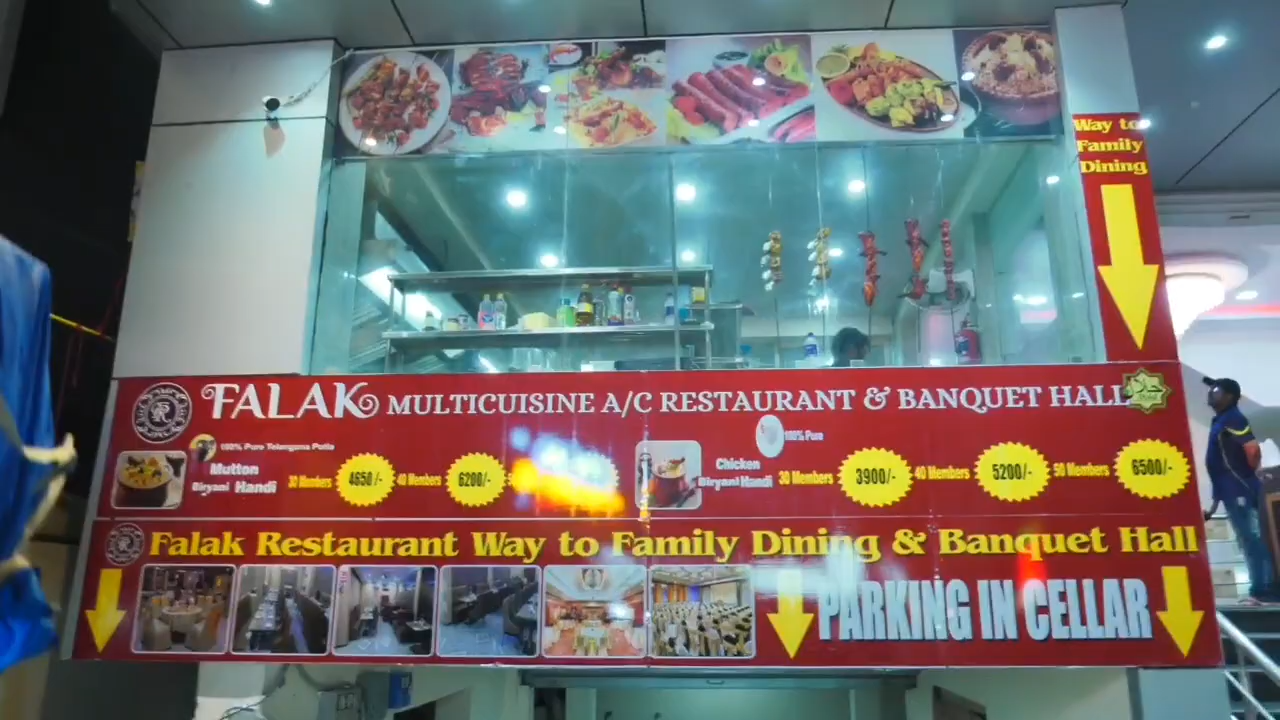 Way to
Family
Dining
FALAK MULTICUISINE A/C RESTAURANT & BANQUET HALL
100% Pure Telangana Potla
Mutton
Biryani Handi
30 Members 4650/- 40 Members 6200/-
100% Pure
Chicken
Biryani Handi
30 Members 3900/- 40 Members 5200/- 50 Members 6500/-
Falak Restaurant Way to Family Dining & Banquet Hall
PARKING IN CELLAR